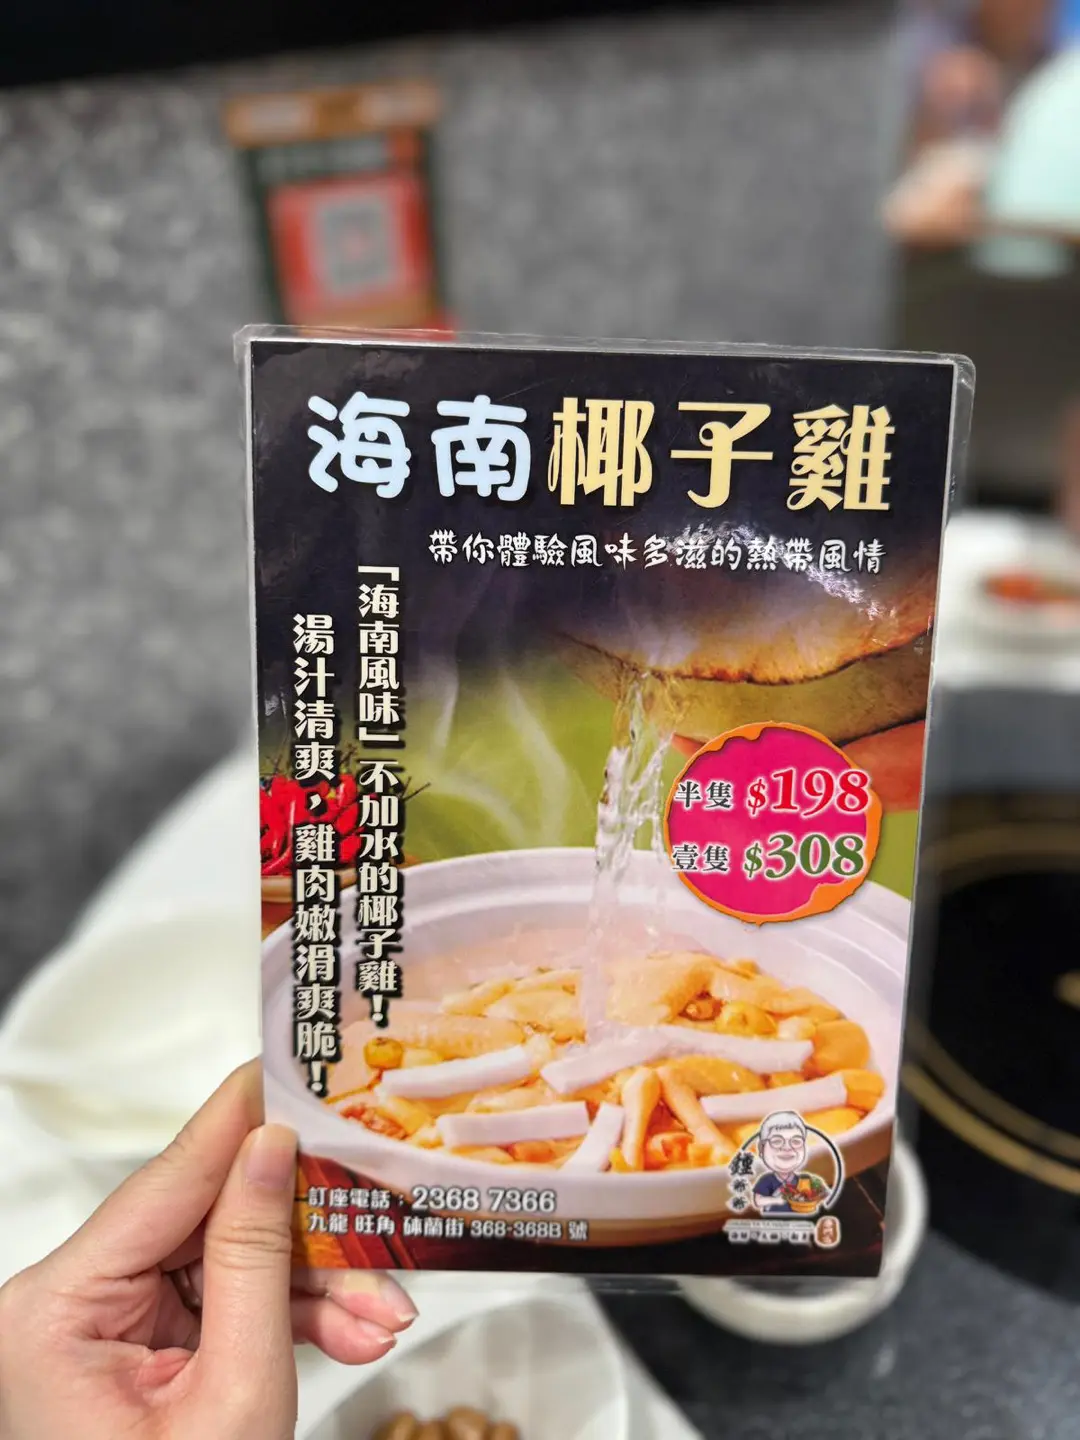 海南椰子雞
帶你體驗風味多滋的熱帶風情
「海南風味」不加水的椰子雞！
湯汁清爽，雞肉嫩滑爽脆！
半隻 $198
壹隻 $308
訂座電話：2368 7366
九龍 旺角 砵蘭街 368-368B 號